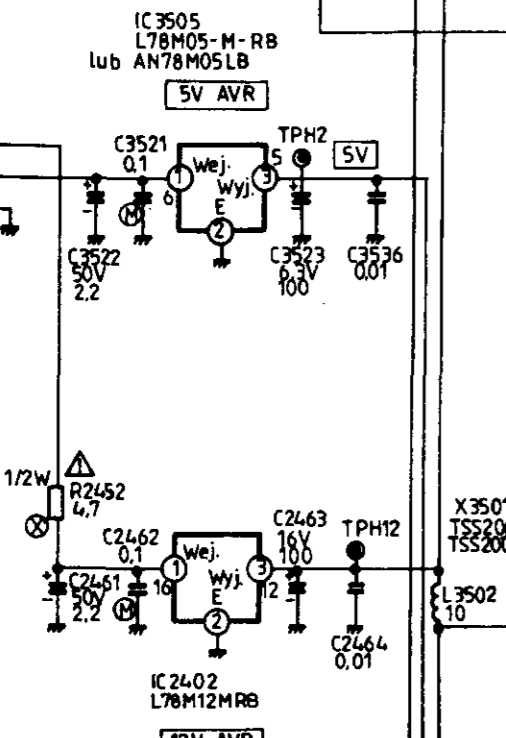 IC3505
L78M05-M-RB
lub AN78M05LB
5V AVR
C3521
0,1
TPH2
5V
1
Wej.
Wyj.
3
5
6
E
2
+
-
M
+
C3522
50V
2,2
C3523
6,3V
100
C3536
0,01
1/2W
R2452
4,7
X
C2462
0,1
C2463
16V
100
TPH12
X350
TSS20
TSS200
1
Wej.
Wyj.
3
16
12
E
2
+
-
C2461
50V
2,2
M
+
-
L3502
10
C2464
0,01
IC2402
L78M12MRB